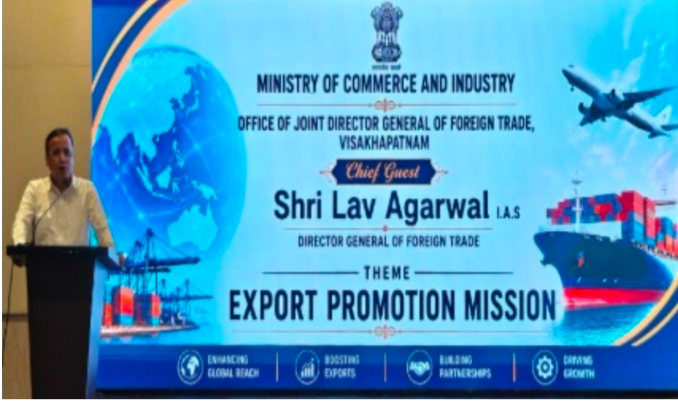 MINISTRY OF COMMERCE AND INDUSTRY
OFFICE OF JOINT DIRECTOR GENERAL OF FOREIGN TRADE,
VISAKHAPATNAM
Chief Guest
Shri Lav Agarwal I.A.S
DIRECTOR GENERAL OF FOREIGN TRADE
THEME
EXPORT PROMOTION MISSION
ENHANCING
GLOBAL REACH
BOOSTING
EXPORTS
BUILDING
PARTNERSHIPS
DRIVING
GROWTH